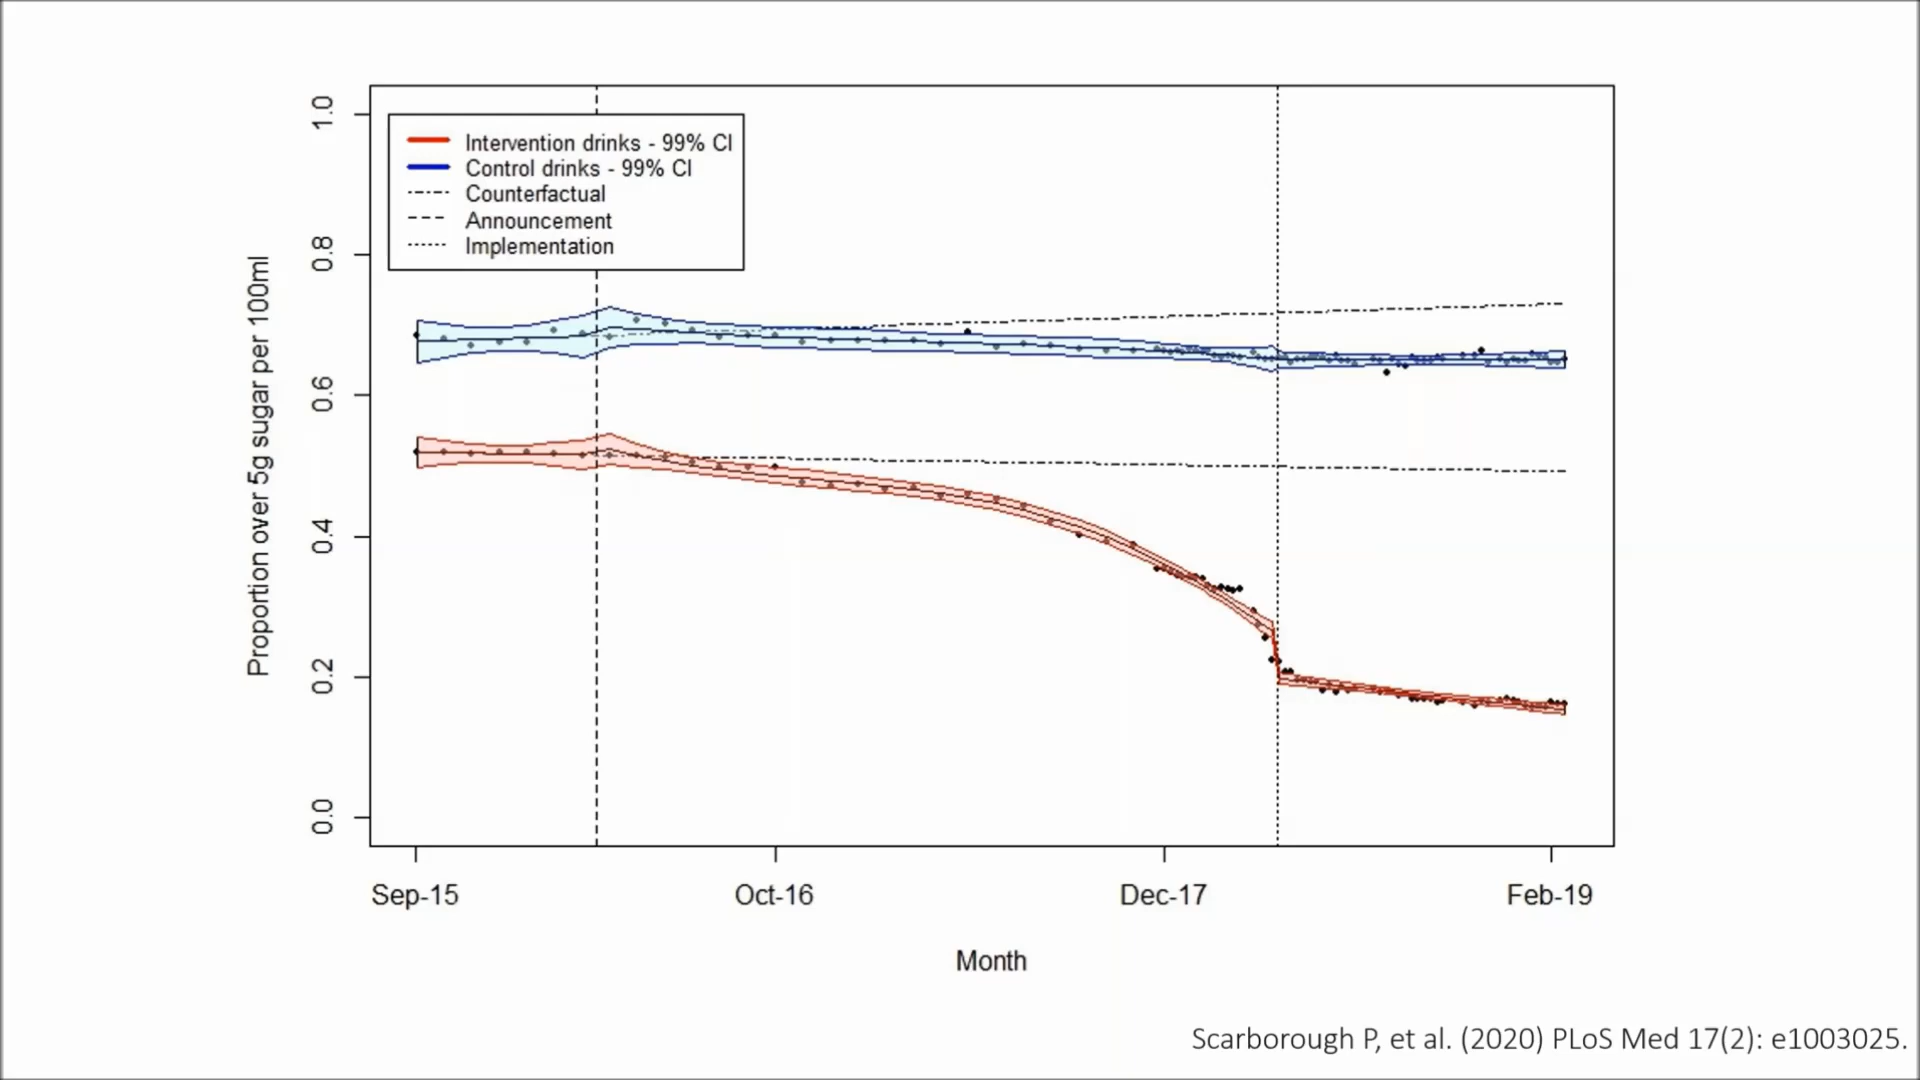 Intervention drinks - 99% CI
Control drinks - 99% CI
Counterfactual
Announcement
Implementation
Proportion over 5g sugar per 100ml
1.0
0.8
0.6
0.4
0.2
0.0
Sep-15
Oct-16
Dec-17
Feb-19
Month
Scarborough P, et al. (2020) PLoS Med 17(2): e1003025.